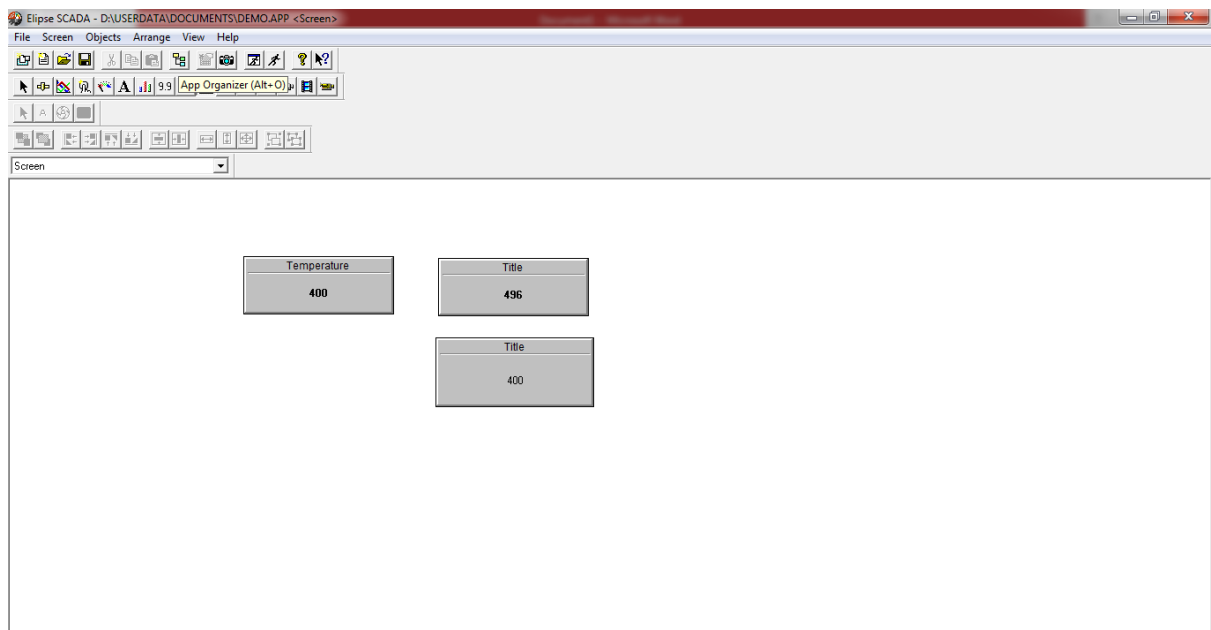 Elipse SCADA - D:\USERDATA\DOCUMENTS\DEMO.APP <Screen>
File Screen Objects Arrange View Help
A 9.9 App Organizer (Alt+O)
A
Screen
Temperature
400
Title
496
Title
400